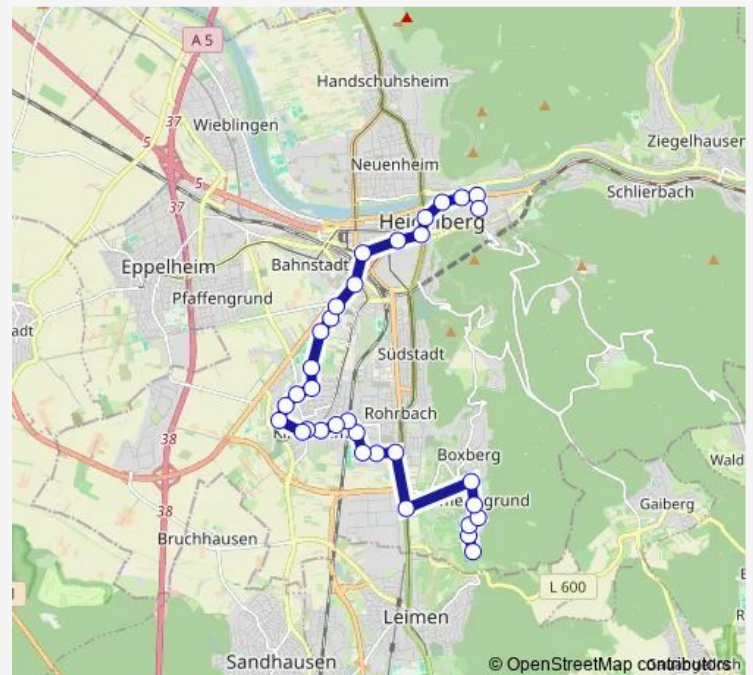 A 5
Handschuhsheim
37
Wieblingen
Ziegelhausen
5
Neuenheim
5
Schlierbach
37
Heidelberg
Bahnstadt
Eppelheim
Pfaffengrund
adt
Südstadt
Rohrbach
38
Boxberg
Wald
38
Gaiberg
Bruchhausen
L 600
Leimen
R
Sandhausen
© OpenStreetMap contributors